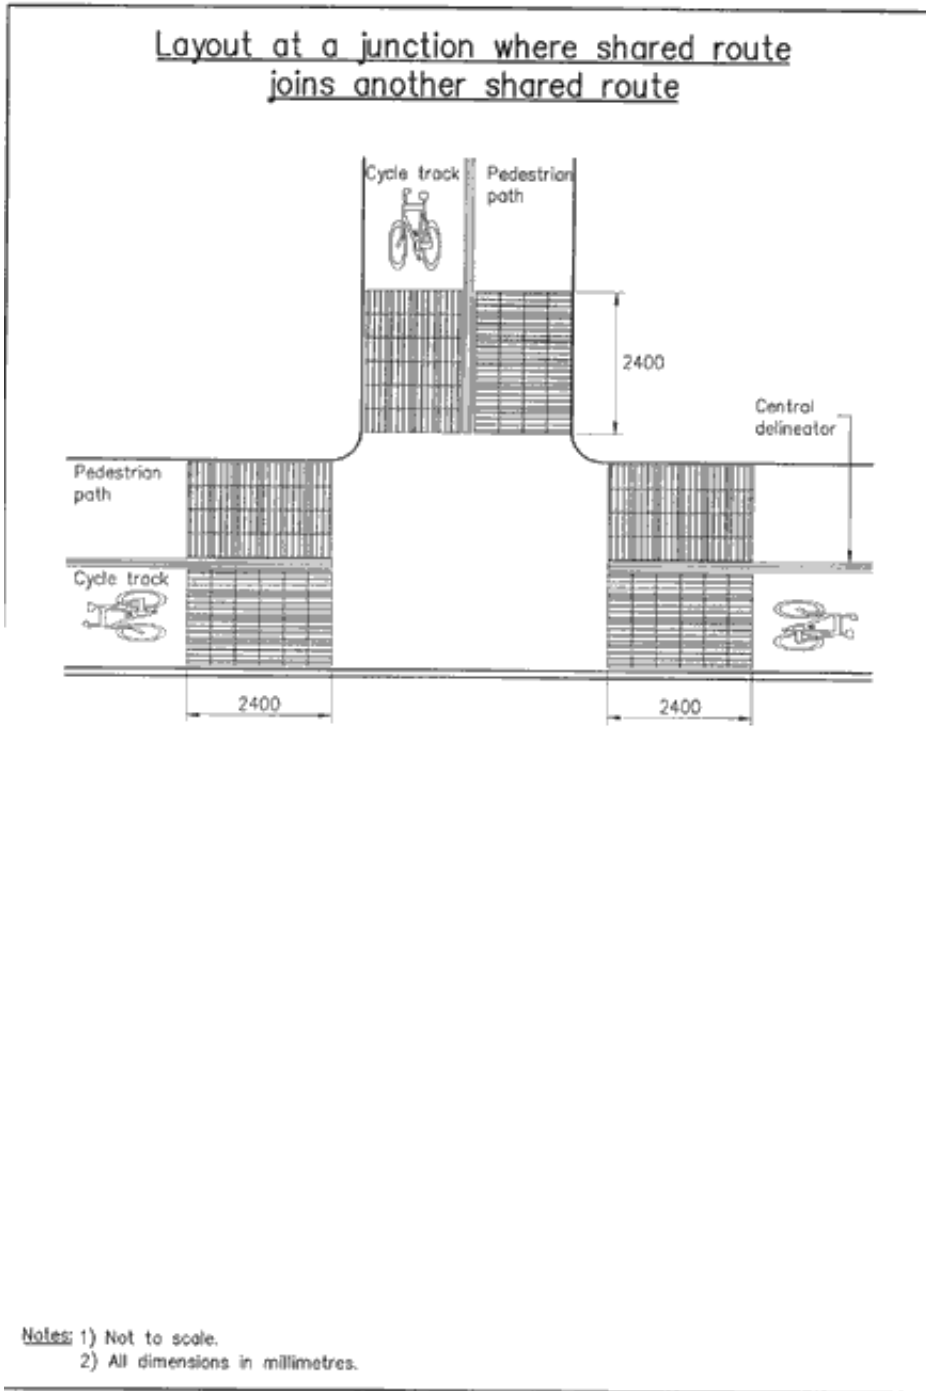 Layout at a junction where shared route
joins another shared route
Cycle track
Pedestrian
path
2400
Central
delineator
Pedestrian
path
Cycle track
2400
2400
Notes: 1) Not to scale.
2) All dimensions in millimetres.